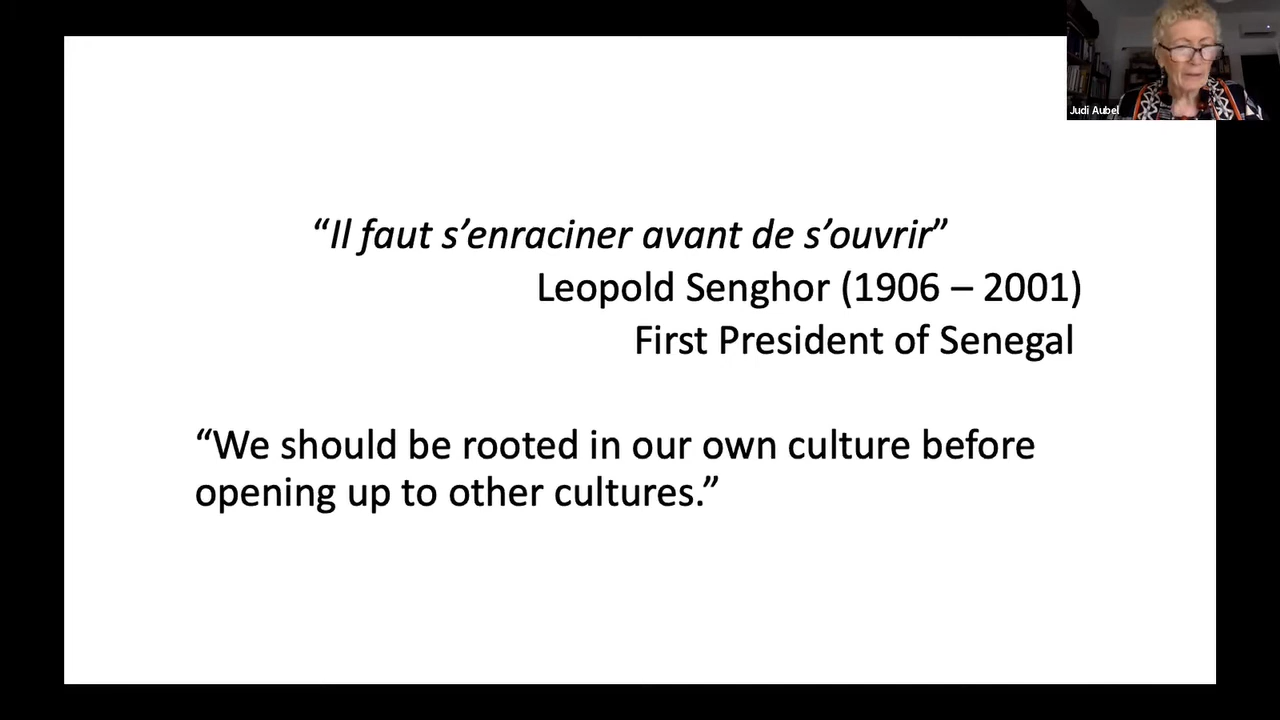 Judi Aubel
“Il faut s’enraciner avant de s’ouvrir”
Leopold Senghor (1906 – 2001)
First President of Senegal
“We should be rooted in our own culture before
opening up to other cultures.”